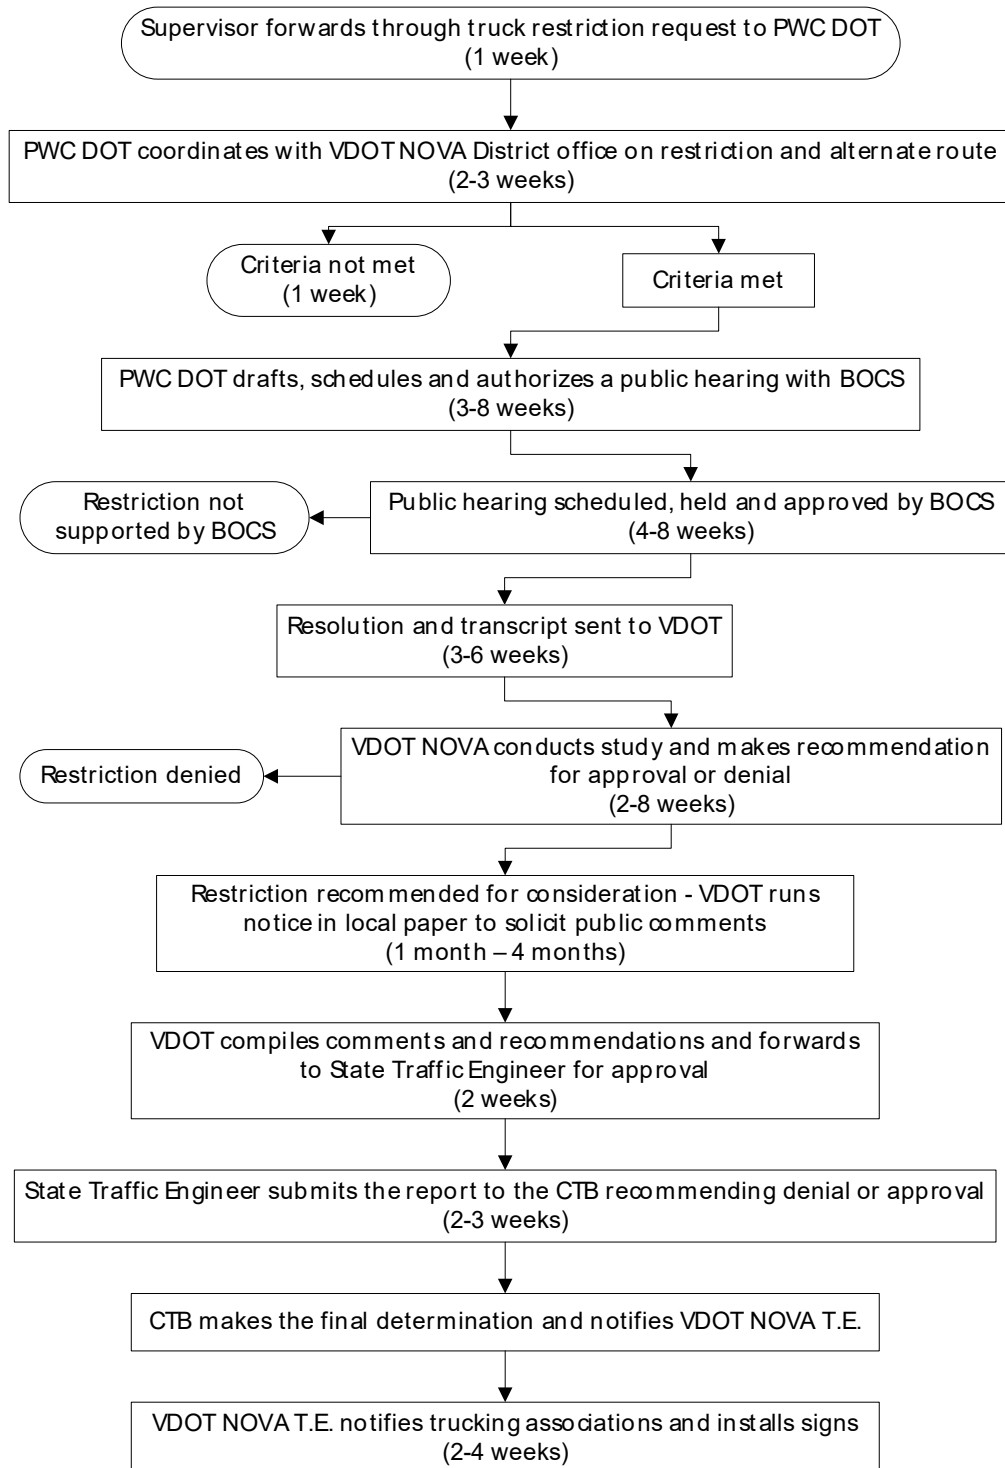 Supervisor forwards through truck restriction request to PWC DOT
(1 week)
PWC DOT coordinates with VDOT NOVA District office on restriction and alternate route
(2-3 weeks)
Criteria not met
(1 week)
Criteria met
PWC DOT drafts, schedules and authorizes a public hearing with BOCS
(3-8 weeks)
Restriction not
supported by BOCS
Public hearing scheduled, held and approved by BOCS
(4-8 weeks)
Resolution and transcript sent to VDOT
(3-6 weeks)
VDOT NOVA conducts study and makes recommendation
for approval or denial
(2-8 weeks)
Restriction denied
Restriction recommended for consideration - VDOT runs
notice in local paper to solicit public comments
(1 month – 4 months)
VDOT compiles comments and recommendations and forwards
to State Traffic Engineer for approval
(2 weeks)
State Traffic Engineer submits the report to the CTB recommending denial or approval
(2-3 weeks)
CTB makes the final determination and notifies VDOT NOVA T.E.
VDOT NOVA T.E. notifies trucking associations and installs signs
(2-4 weeks)